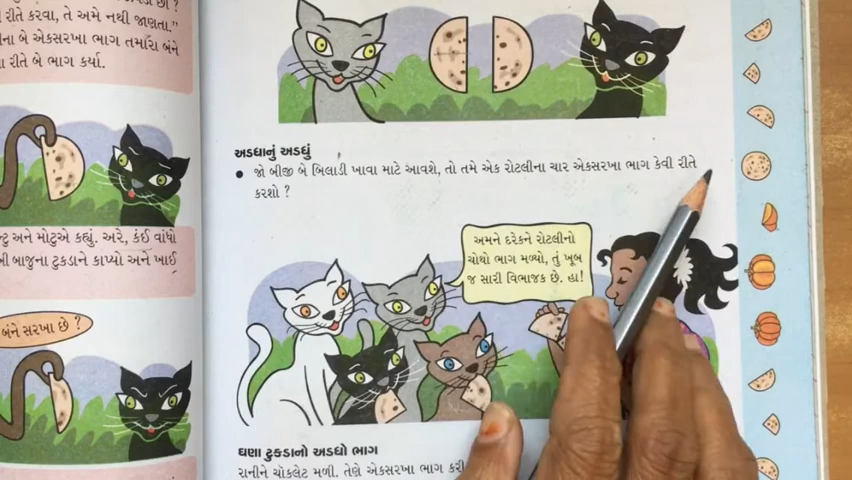 રીતે કરવા, તે અમે નથી જાણતા."
ના બે એકસરખા ભાગ તમારા બંને
રીતે બે ભાગ કર્યા.
અને મોટુએ કહ્યું. અરે, કંઈ વાંધો
બાજુના ટુકડાને કાપ્યો અને ખાઈ
બંને સરખા છે ?
અડધાનું અડધું
● જો બીજી બે બિલાડી ખાવા માટે આવશે, તો તમે એક રોટલીના ચાર એકસરખા ભાગ કેવી રીતે
કરશો ?
અમને દરેકને રોટલીનો
ચોથો ભાગ મળ્યો, તું ખૂબ
જ સારી વિભાજક છે. હા!
ઘણા ટુકડાનો અડધો ભાગ
રાનીને ચૉકલેટ મળી. તેણે એકસરખા ભાગ કરી